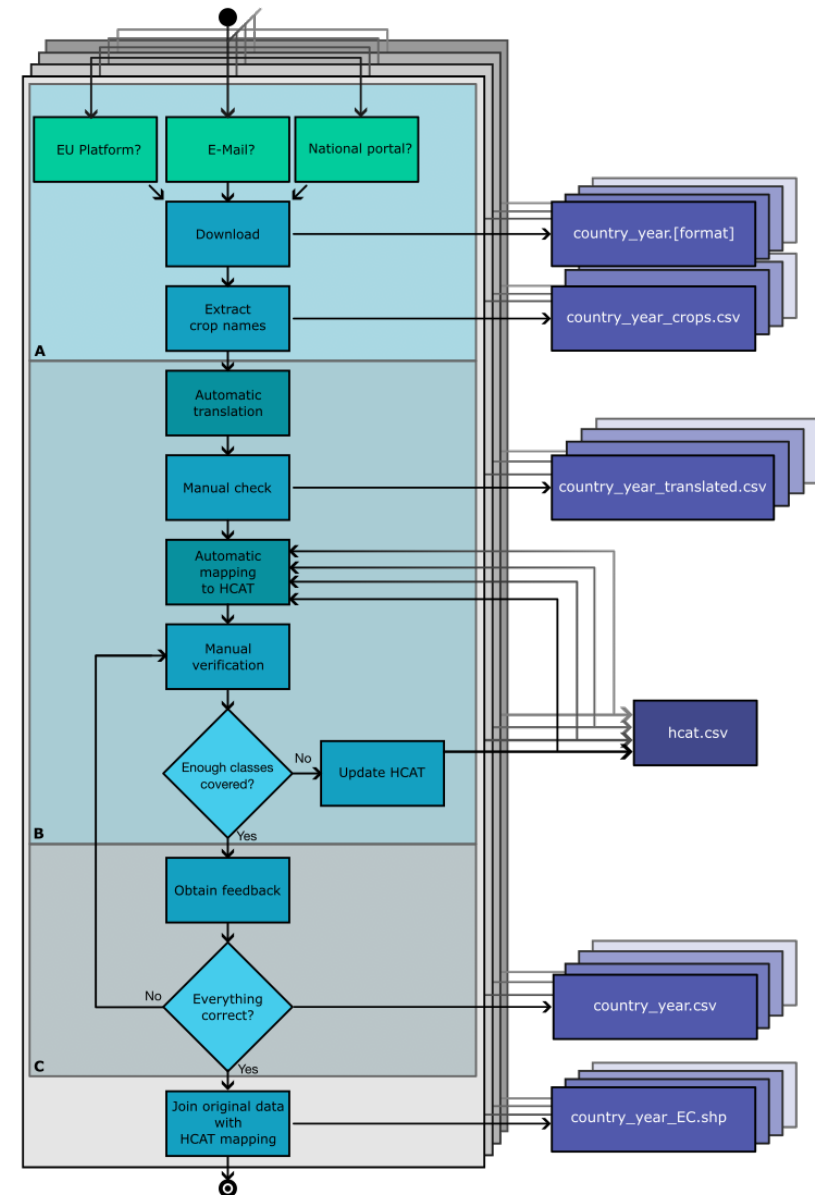 EU Platform?
E-Mail?
National portal?
Download
country_year.[format]
Extract
crop names
country_year_crops.csv
A
Automatic
translation
Manual check
country_year_translated.csv
Automatic
mapping
to HCAT
Manual
verification
hcat.csv
Enough classes
covered?
No
Update HCAT
Yes
B
Obtain feedback
Everything
correct?
No
country_year.csv
Yes
C
Join original data
with
HCAT mapping
country_year_EC.shp